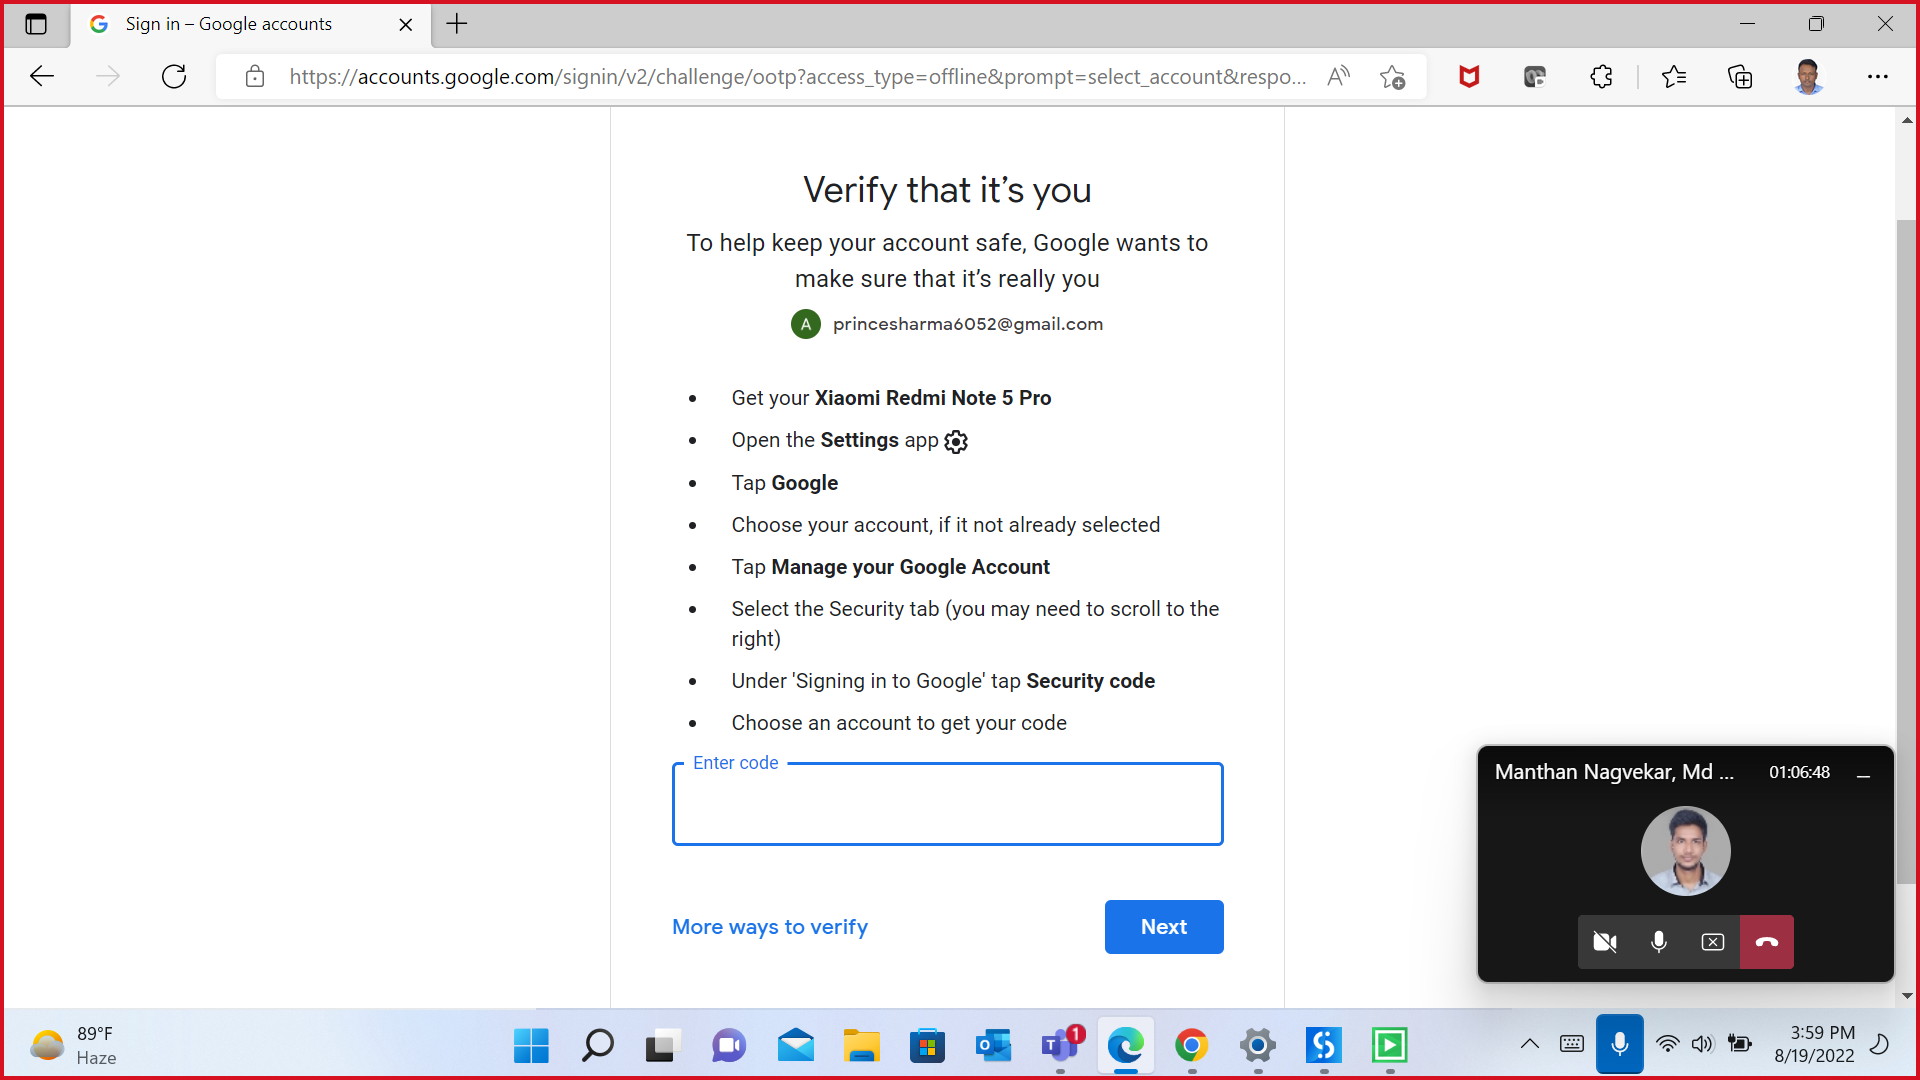 Sign in – Google accounts
https://accounts.google.com/signin/v2/challenge/ootp?access_type=offline&prompt=select_account&respo...
Verify that it's you
To help keep your account safe, Google wants to
make sure that it's really you
A princesharma6052@gmail.com
Get your Xiaomi Redmi Note 5 Pro
Open the Settings app
Tap Google
Choose your account, if it not already selected
Tap Manage your Google Account
Select the Security tab (you may need to scroll to the
right)
Under 'Signing in to Google' tap Security code
Choose an account to get your code
Enter code
More ways to verify
Next
Manthan Nagvekar, Md ...
01:06:48
89°F
Haze
1
3:59 PM
8/19/2022